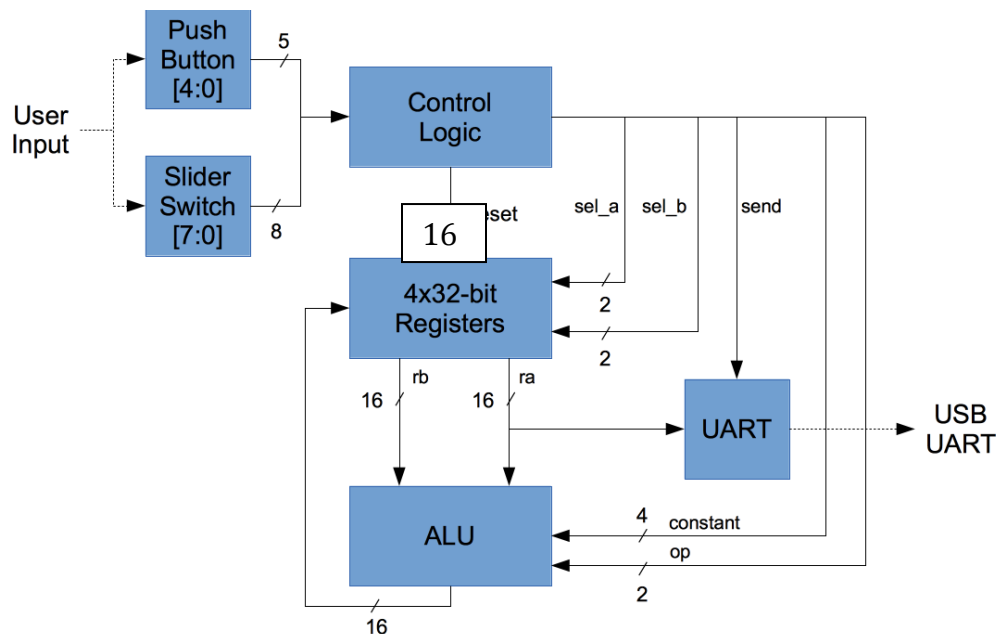 Push
Button
[4:0]
5
User
Input
Slider
Switch
[7:0]
8
Control
Logic
eset
16
sel_a
sel_b
send
4x32-bit
Registers
2
2
rb
ra
16
16
UART
USB
UART
ALU
4
constant
op
2
16